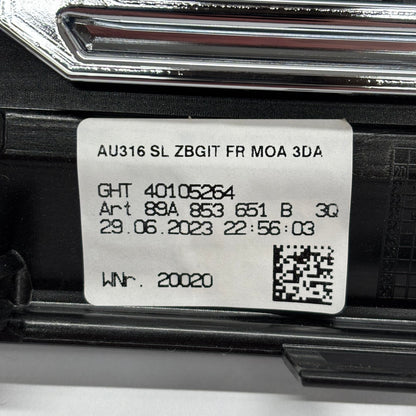 AU316 SL ZBGIT FR MOA 3DA
GHT 40105264
Art 89A 853 651 B 3Q
29.06.2023 22:56:03
WNr. 20020